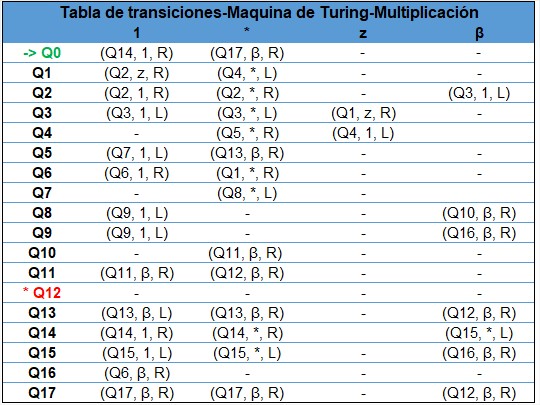 Tabla de transiciones-Maquina de Turing-Multiplicación
1 * z β
-> Q0 (Q14, 1, R) (Q17, β, R) - -
Q1 (Q2, z, R) (Q4, *, L) - -
Q2 (Q2, 1, R) (Q2, *, R) - (Q3, 1, L)
Q3 (Q3, 1, L) (Q3, *, L) (Q1, z, R) -
Q4 - (Q5, *, R) (Q4, 1, L)
Q5 (Q7, 1, L) (Q13, β, R) - -
Q6 (Q6, 1, R) (Q1, *, R) - -
Q7 - (Q8, *, L) -
Q8 (Q9, 1, L) - - (Q10, β, R)
Q9 (Q9, 1, L) - - (Q16, β, R)
Q10 - (Q11, β, R) - -
Q11 (Q11, β, R) (Q12, β, R) - -
* Q12 - - - -
Q13 (Q13, β, L) (Q13, β, R) - (Q12, β, R)
Q14 (Q14, 1, R) (Q14, *, R) - (Q15, *, L)
Q15 (Q15, 1, L) (Q15, *, L) - (Q16, β, R)
Q16 (Q6, β, R) - - -
Q17 (Q17, β, R) (Q17, β, R) - (Q12, β, R)